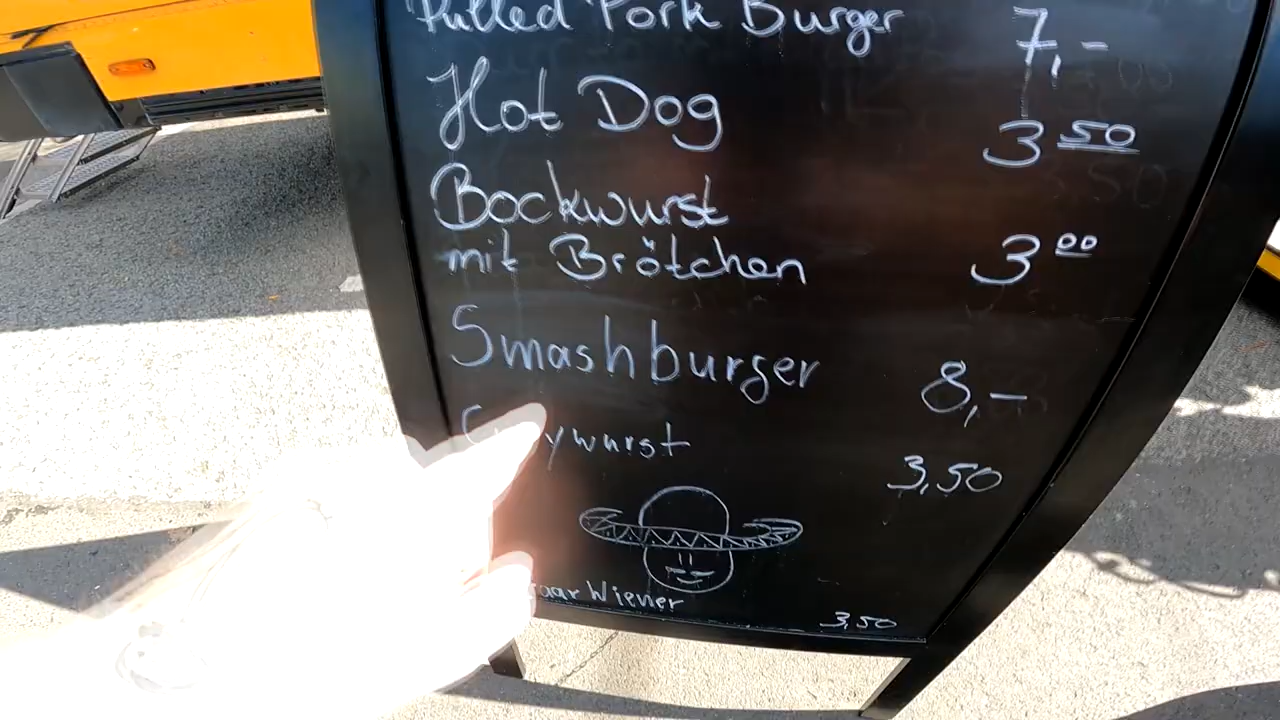 Pulled Pork Burger 7,-
Hot Dog 3 50
Bockwurst
mit Brötchen 3 00
Smashburger 8,-
3,50
Wiener 3,50